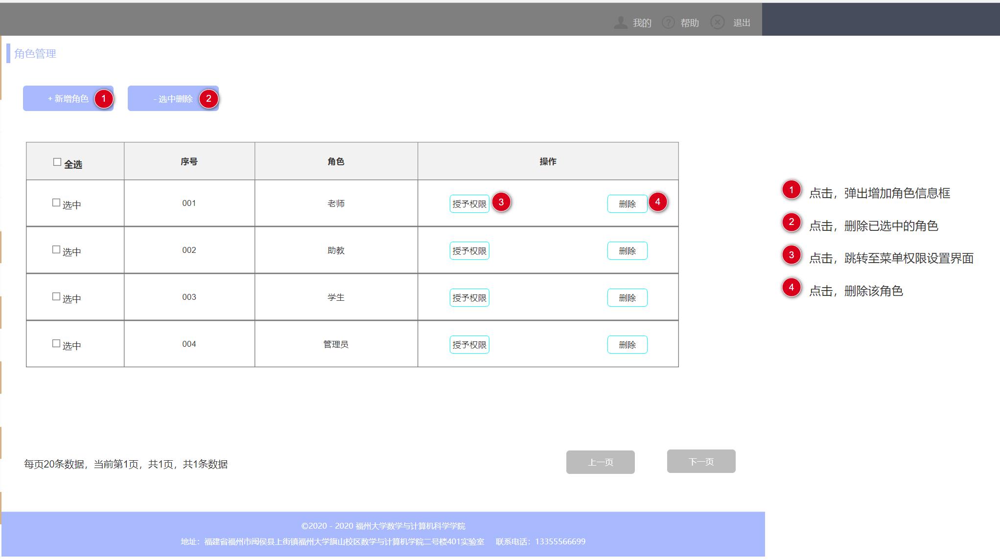 我的 帮助 退出
角色管理
+ 新增角色 1 - 选中删除 2
全选 序号 角色 操作
选中 001 老师 授予权限 3 删除 4
选中 002 助教 授予权限 删除
选中 003 学生 授予权限 删除
选中 004 管理员 授予权限 删除
1 点击，弹出增加角色信息框
2 点击，删除已选中的角色
3 点击，跳转至菜单权限设置界面
4 点击，删除该角色
每页20条数据，当前第1页，共1页，共1条数据 上一页 下一页
©2020 - 2020 福州大学数学与计算机科学学院
地址：福建省福州市闽侯县上街镇福州大学旗山校区数学与计算机学院二号楼401实验室 联系电话：13355566699